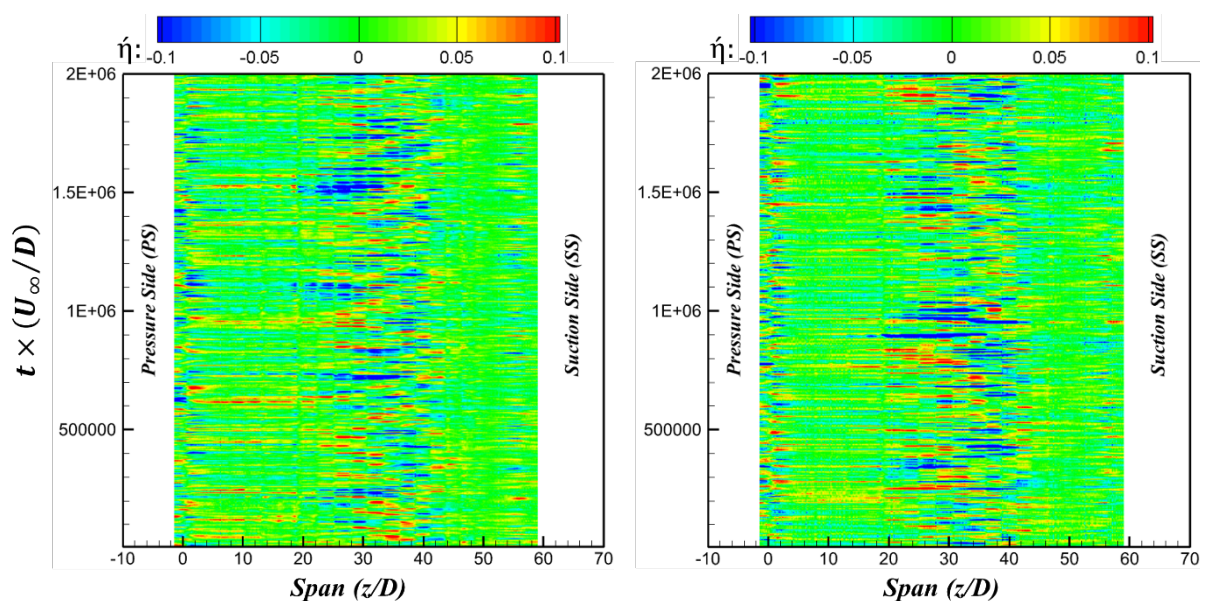 ή: -0.1 -0.05 0 0.05 0.1
2E+06
1.5E+06
1E+06
500000
t × (U∞/D)
Pressure Side (PS)
Suction Side (SS)
-10 0 10 20 30 40 50 60 70
Span (z/D)
ή: -0.1 -0.05 0 0.05 0.1
2E+06
1.5E+06
1E+06
500000
Pressure Side (PS)
Suction Side (SS)
-10 0 10 20 30 40 50 60 70
Span (z/D)